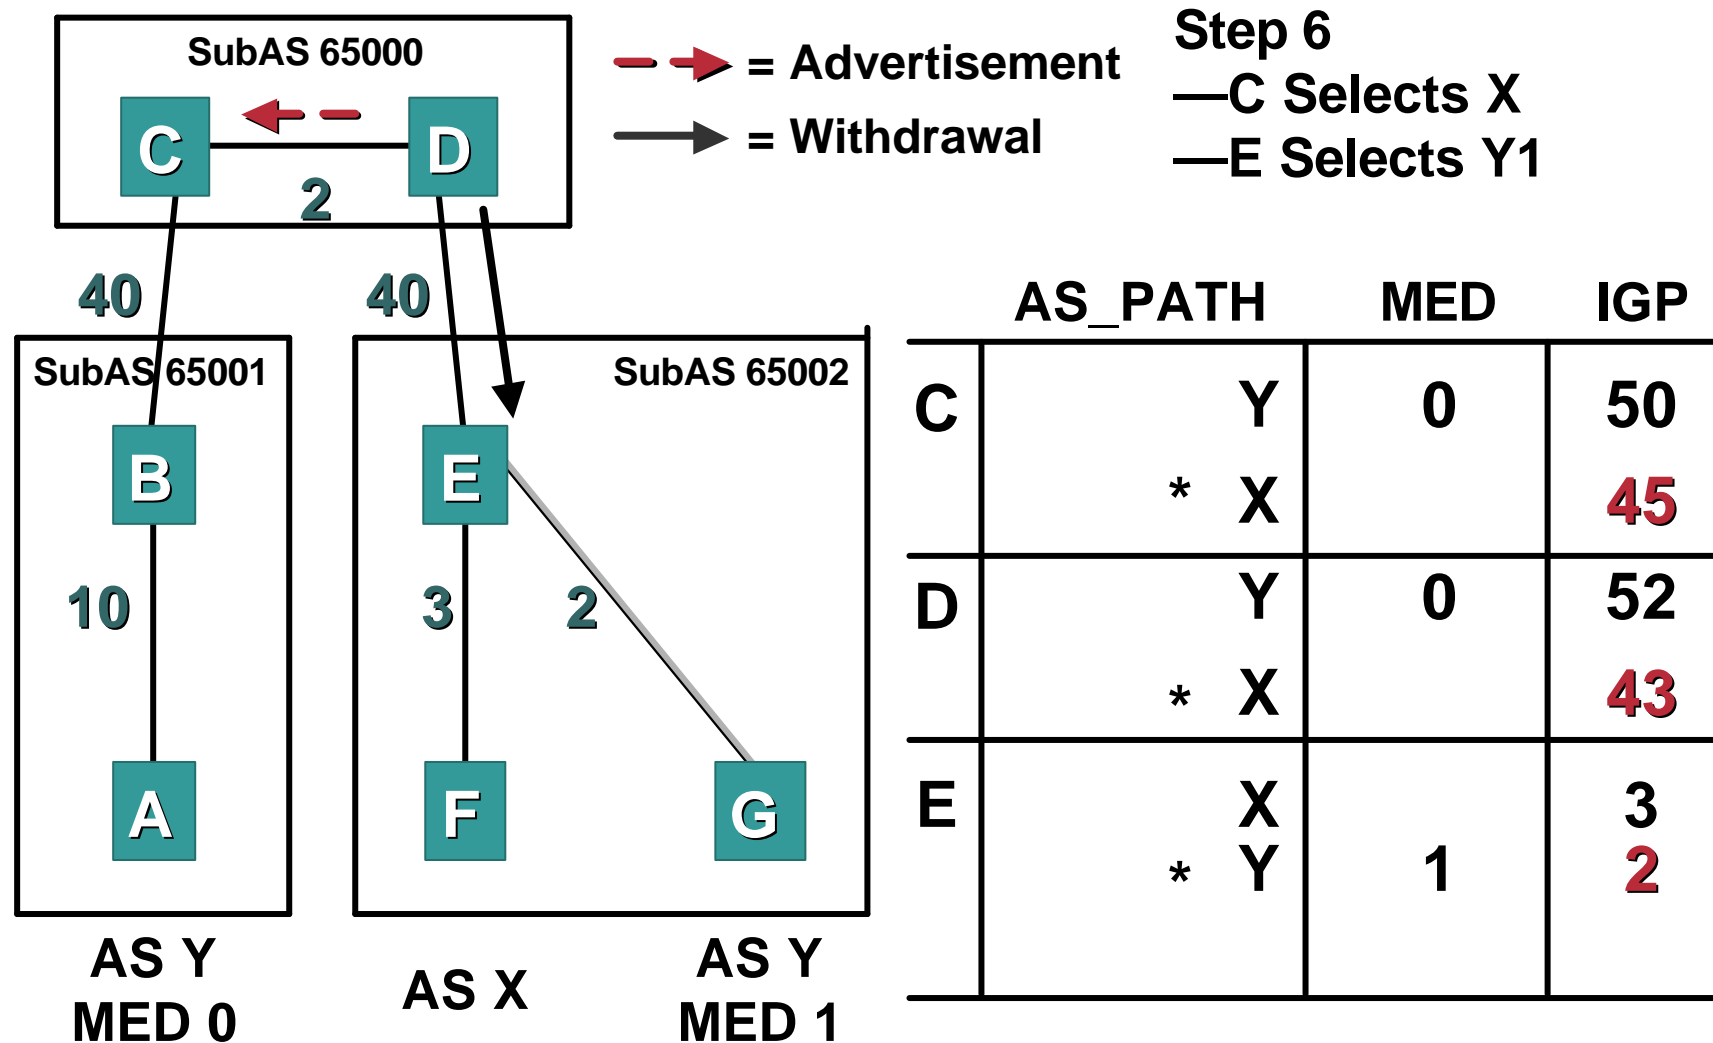 SubAS 65000
C
D
2
= Advertisement
= Withdrawal
Step 6
—C Selects X
—E Selects Y1
40
40
SubAS 65001
B
10
A
AS Y
MED 0
SubAS 65002
E
3
2
F
G
AS X
AS Y
MED 1
AS_PATH MED IGP
C Y 0 50
* X 45
D Y 0 52
* X 43
E X 3
* Y 1 2